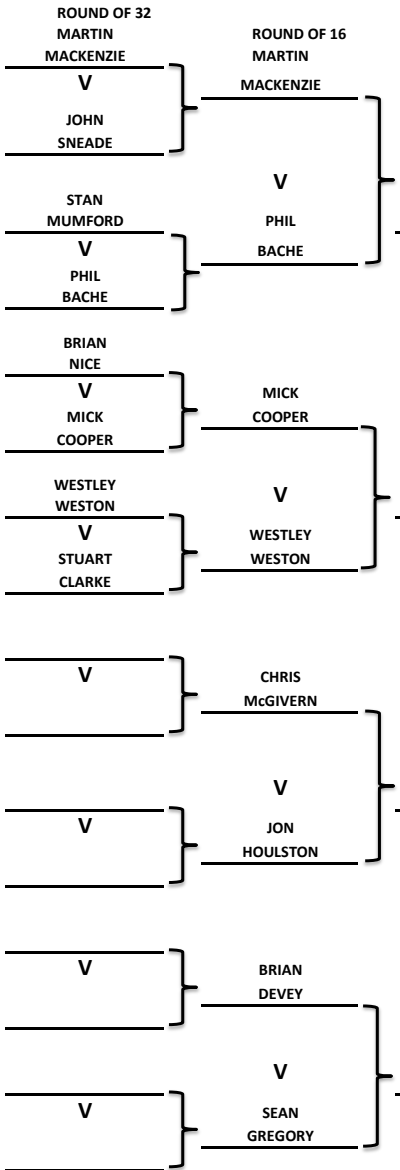 ROUND OF 32
MARTIN
MACKENZIE
V
JOHN
SNEADE
STAN
MUMFORD
V
PHIL
BACHE
BRIAN
NICE
V
MICK
COOPER
WESTLEY
WESTON
V
STUART
CLARKE
V
V
V
V
ROUND OF 16
MARTIN
MACKENZIE
V
PHIL
BACHE
MICK
COOPER
V
WESTLEY
WESTON
CHRIS
McGIVERN
V
JON
HOULSTON
BRIAN
DEVEY
V
SEAN
GREGORY